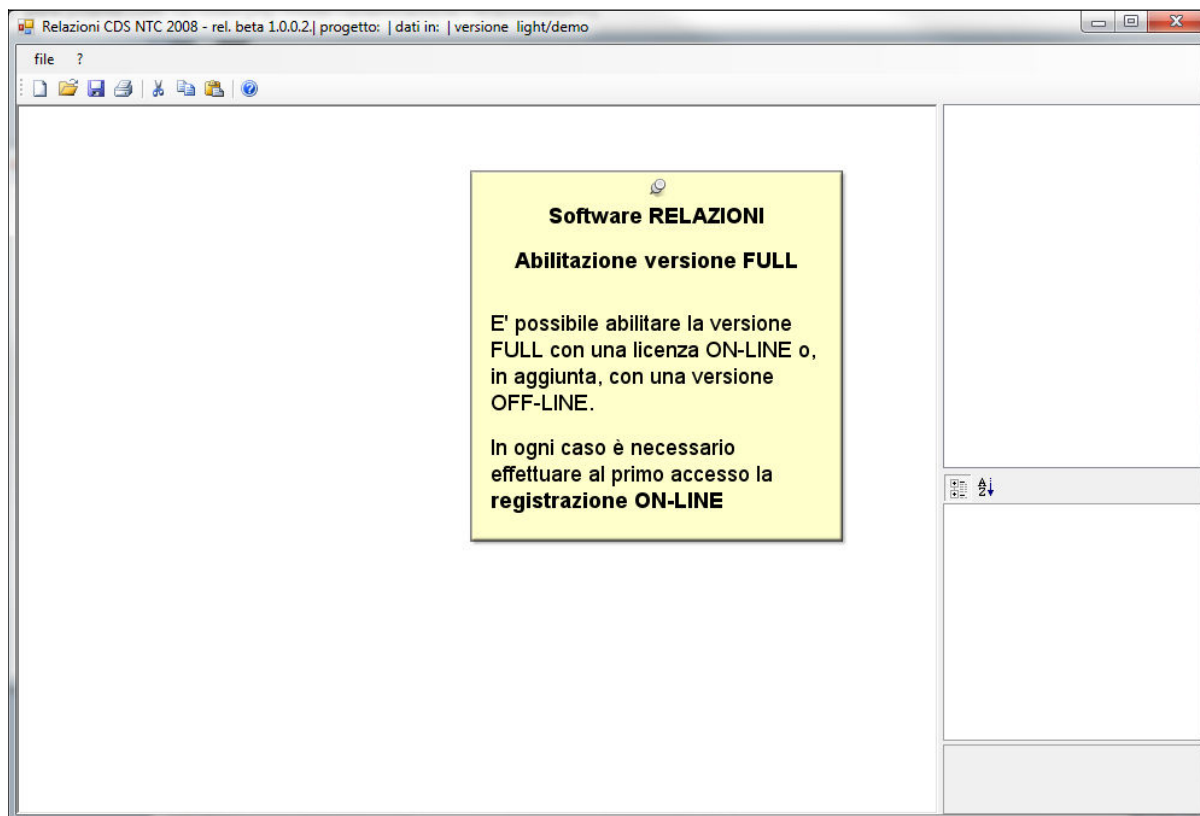 Relazioni CDS NTC 2008 - rel. beta 1.0.0.2.| progetto: | dati in: | versione light/demo
file ?
Software RELAZIONI
Abilitazione versione FULL
E' possibile abilitare la versione
FULL con una licenza ON-LINE o,
in aggiunta, con una versione
OFF-LINE.
In ogni caso è necessario
effettuare al primo accesso la
registrazione ON-LINE